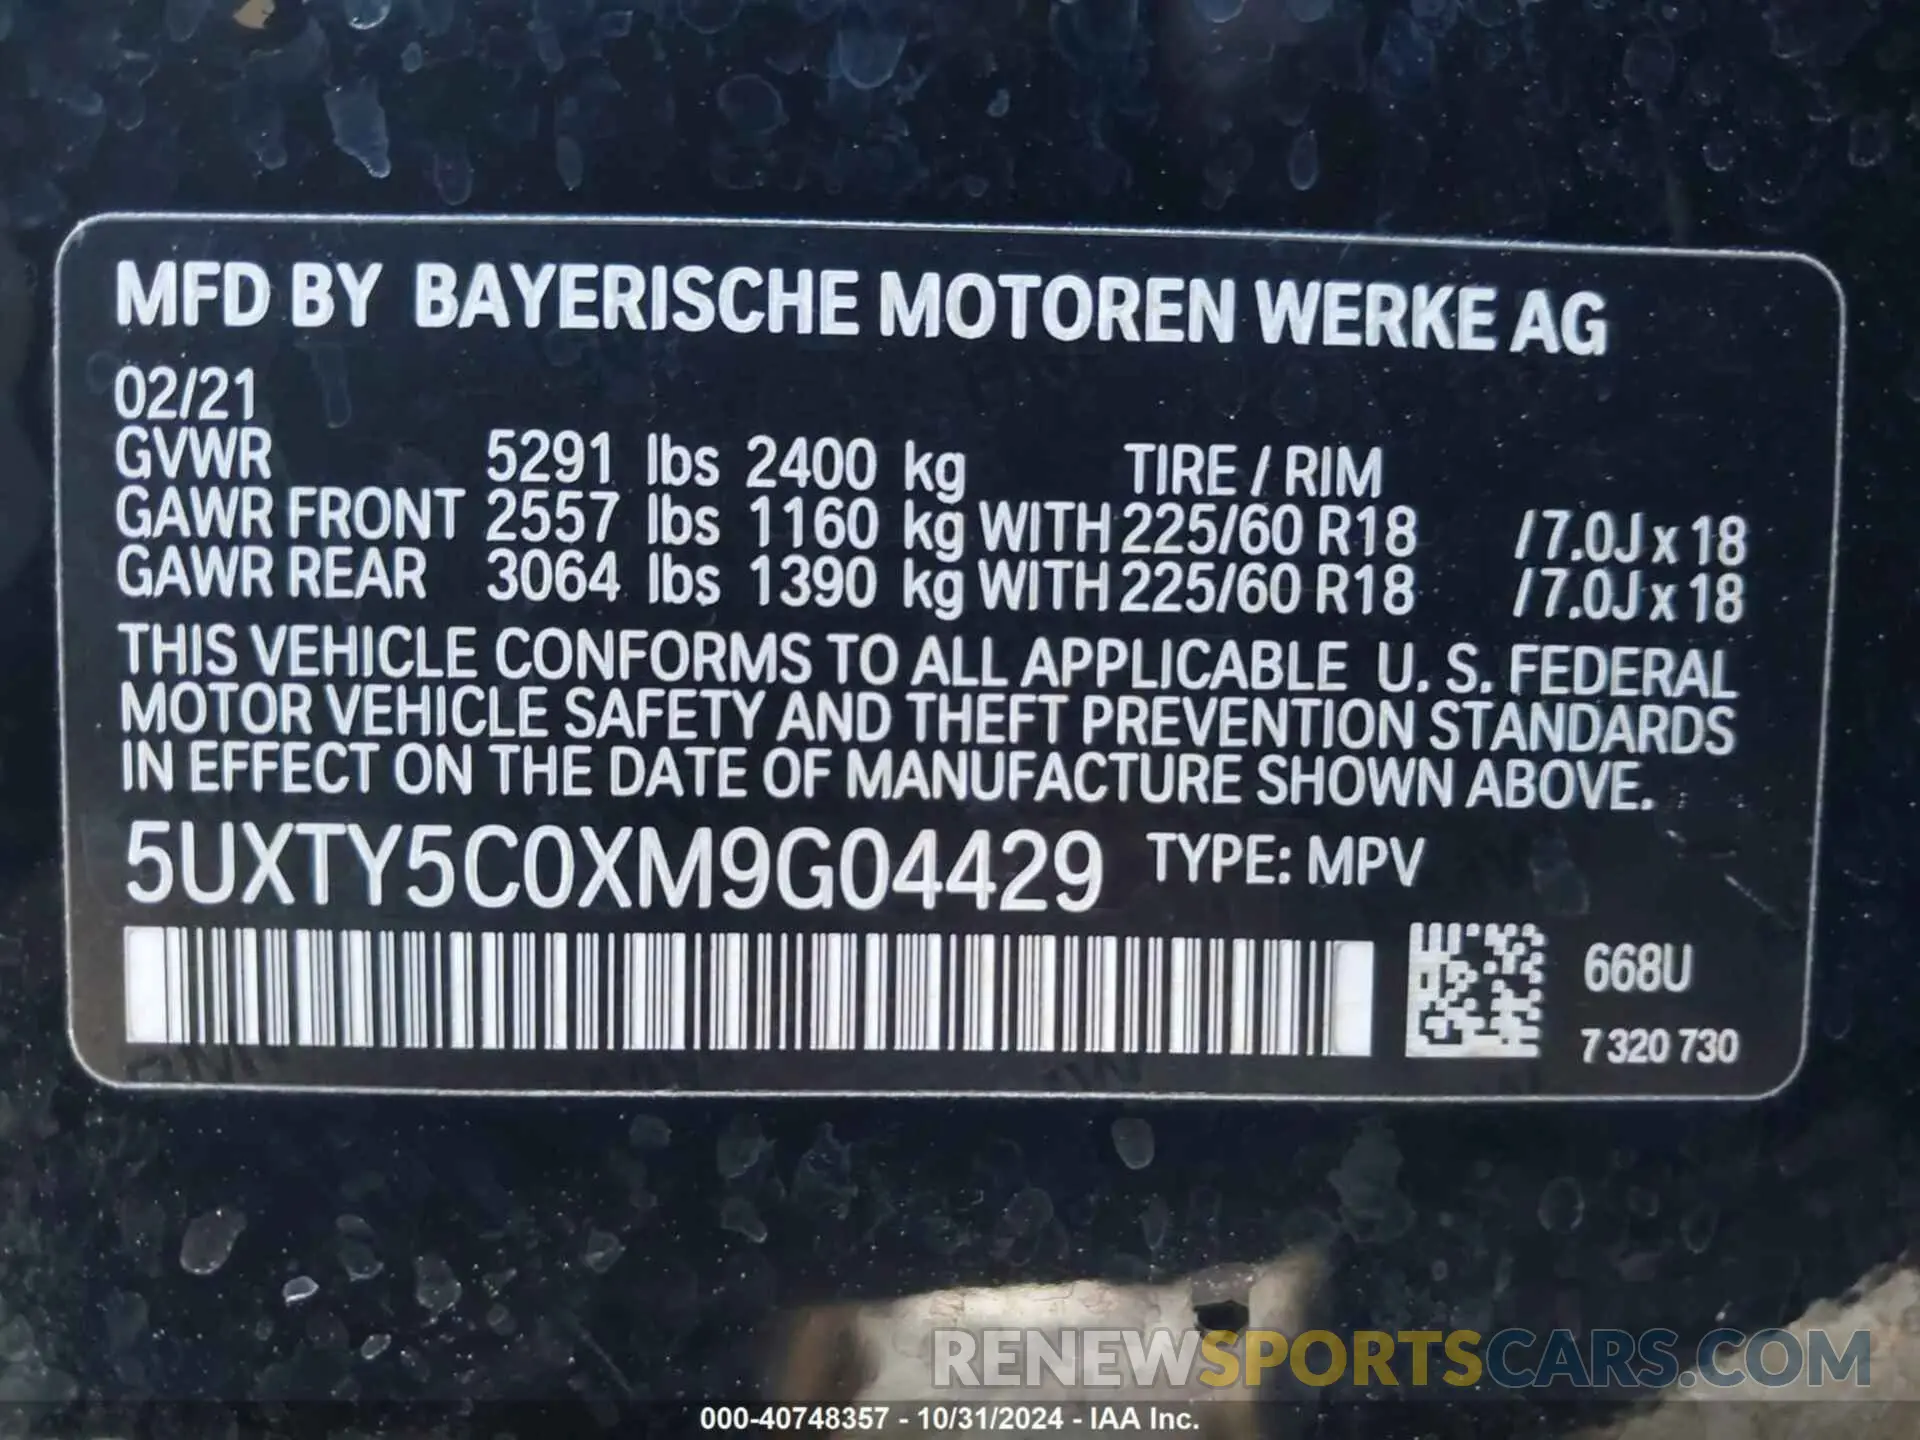 MFD BY BAYERISCHE MOTOREN WERKE AG
02/21
GVWR 5291 lbs 2400 kg TIRE / RIM
GAWR FRONT 2557 lbs 1160 kg WITH 225/60 R18 /7.0J x 18
GAWR REAR 3064 lbs 1390 kg WITH 225/60 R18 /7.0J x 18
THIS VEHICLE CONFORMS TO ALL APPLICABLE U. S. FEDERAL
MOTOR VEHICLE SAFETY AND THEFT PREVENTION STANDARDS
IN EFFECT ON THE DATE OF MANUFACTURE SHOWN ABOVE.
5UXTY5C0XM9G04429 TYPE: MPV
668U
7 320 730
RENEWSPORTSCARS.COM
000-40748357 - 10/31/2024 - IAA Inc.